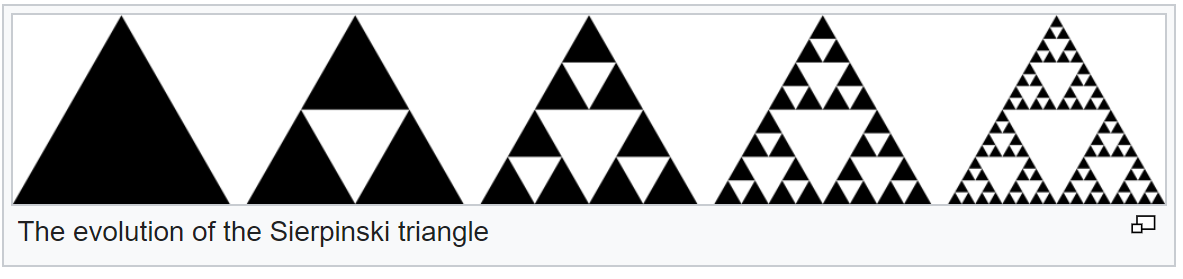 The evolution of the Sierpinski triangle